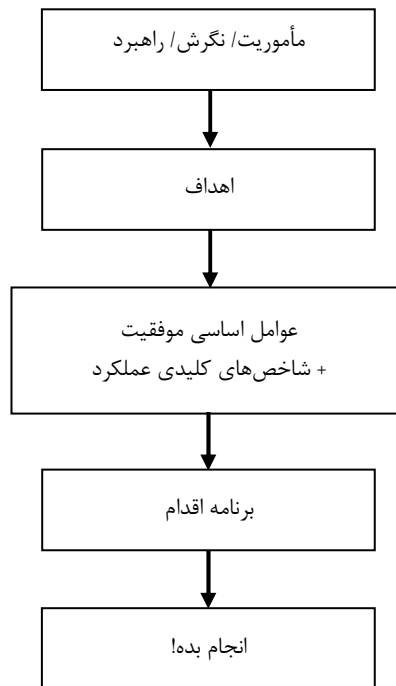 مأموریت/ نگرش/ راهبرد
اهداف
عوامل اساسی موفقیت
+ شاخص‌های کلیدی عملکرد
برنامه اقدام
انجام بده!